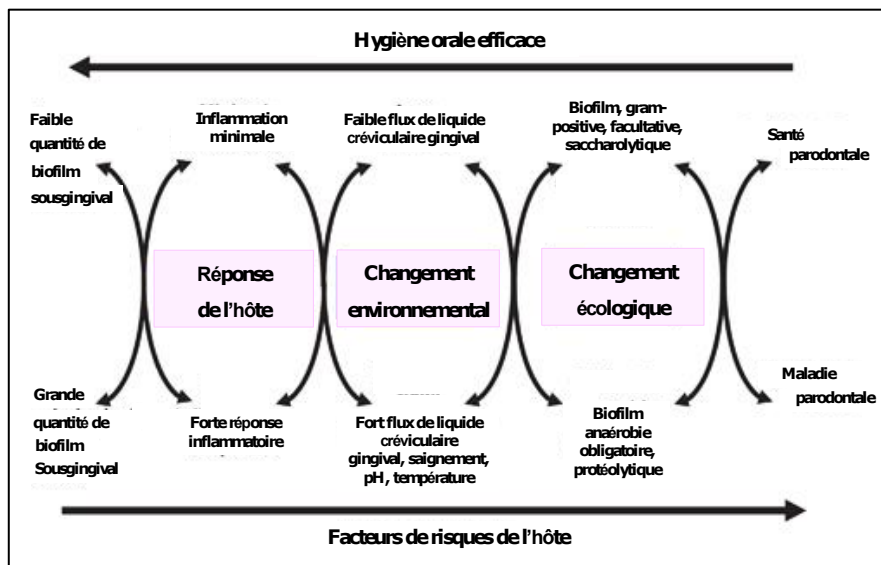 Hygiène orale efficace
Faible
quantité de
biofilm
sousgingival
Inflammation
minimale
Faible flux de liquide
créviculaire gingival
Biofilm, gram-
positive, facultative,
saccharolytique
Santé
parodontale
Réponse
de l'hôte
Changement
environnemental
Changement
écologique
Grande
quantité de
biofilm
Sousgingival
Forte réponse
inflammatoire
Fort flux de liquide
créviculaire
gingival, saignement,
pH, température
Biofilm
anaérobie
obligatoire,
protéolytique
Maladie
parodontale
Facteurs de risques de l'hôte